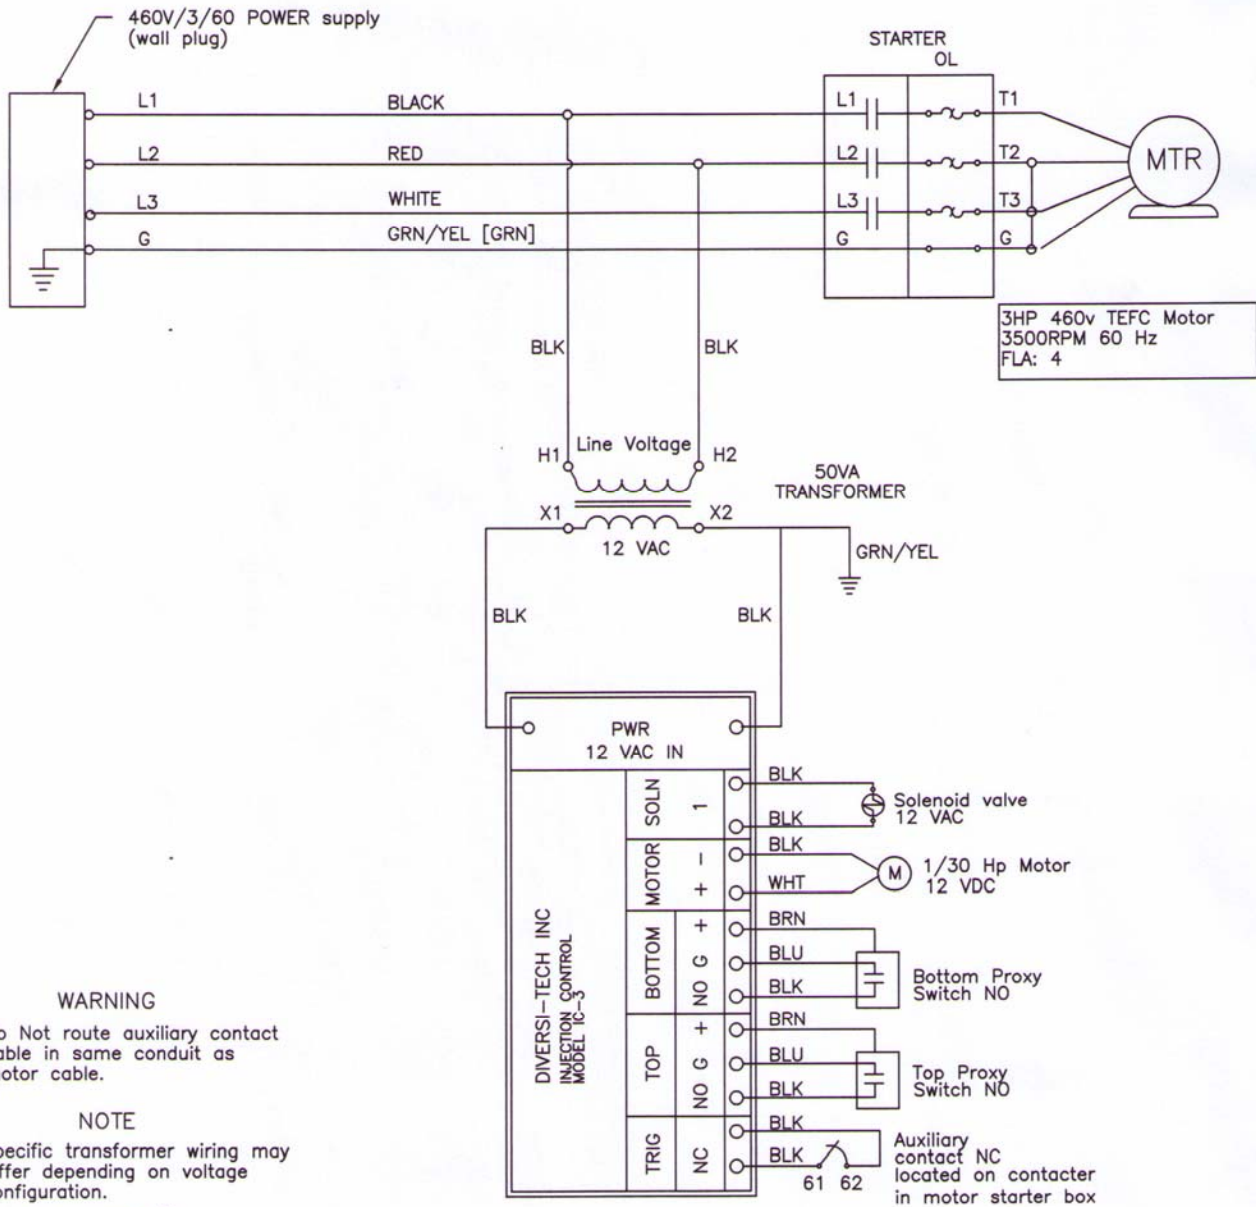 460V/3/60 POWER supply
(wall plug)
STARTER
OL
L1 BLACK L1 T1
L2 RED L2 T2
MTR
L3 WHITE L3 T3
G GRN/YEL [GRN] G G
3HP 460v TEFC Motor
3500RPM 60 Hz
FLA: 4
BLK BLK
H1 Line Voltage H2
50VA
TRANSFORMER
X1 X2
12 VAC
GRN/YEL
BLK BLK
PWR
12 VAC IN
SOLN 1
BLK
BLK
Solenoid valve
12 VAC
MOTOR - +
BLK
WHT
M
1/30 Hp Motor
12 VDC
DIVERSI-TECH INC
INJECTION CONTROL
MODEL IC-3
BOTTOM NO G +
BRN
BLU
BLK
Bottom Proxy
Switch NO
TOP NO G +
BRN
BLU
BLK
Top Proxy
Switch NO
TRIG NC
BLK
BLK
61 62
Auxiliary
contact NC
located on contacter
in motor starter box
WARNING
o Not route auxiliary contact
able in same conduit as
otor cable.
NOTE
pecific transformer wiring may
ffer depending on voltage
onfiguration.